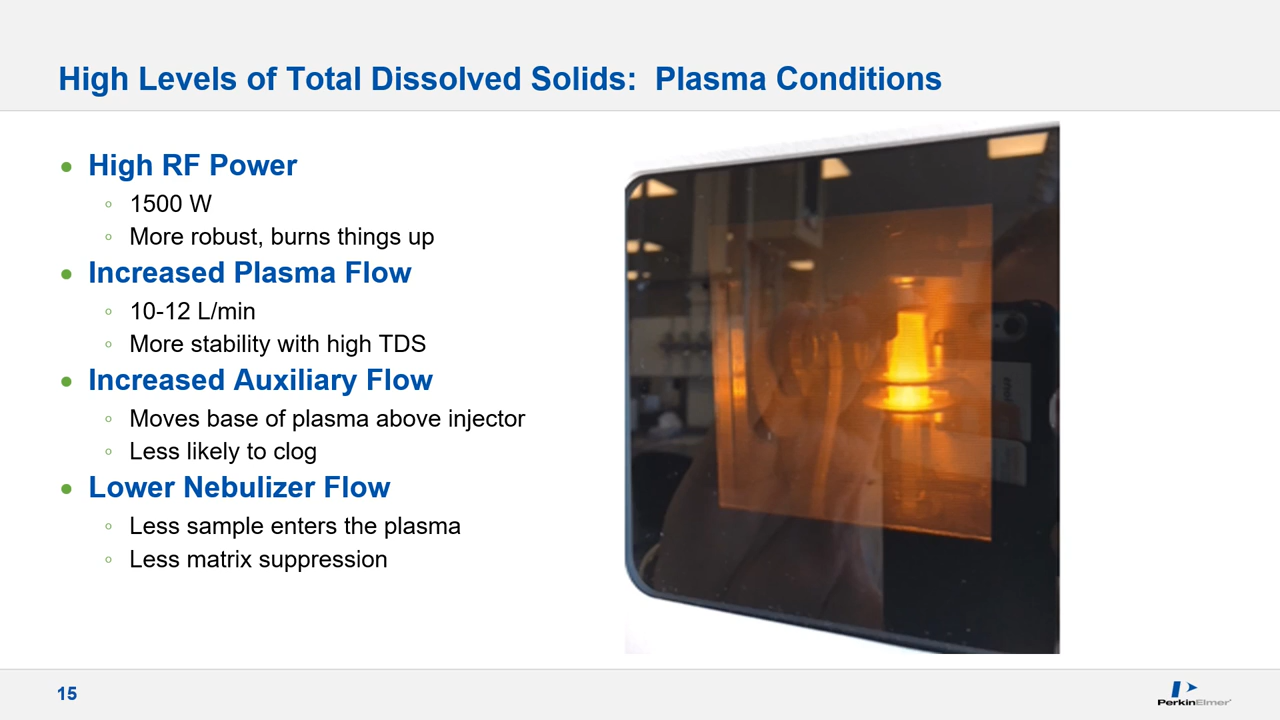 High Levels of Total Dissolved Solids: Plasma Conditions
• High RF Power
◦ 1500 W
◦ More robust, burns things up
• Increased Plasma Flow
◦ 10-12 L/min
◦ More stability with high TDS
• Increased Auxiliary Flow
◦ Moves base of plasma above injector
◦ Less likely to clog
• Lower Nebulizer Flow
◦ Less sample enters the plasma
◦ Less matrix suppression
15
PerkinElmer